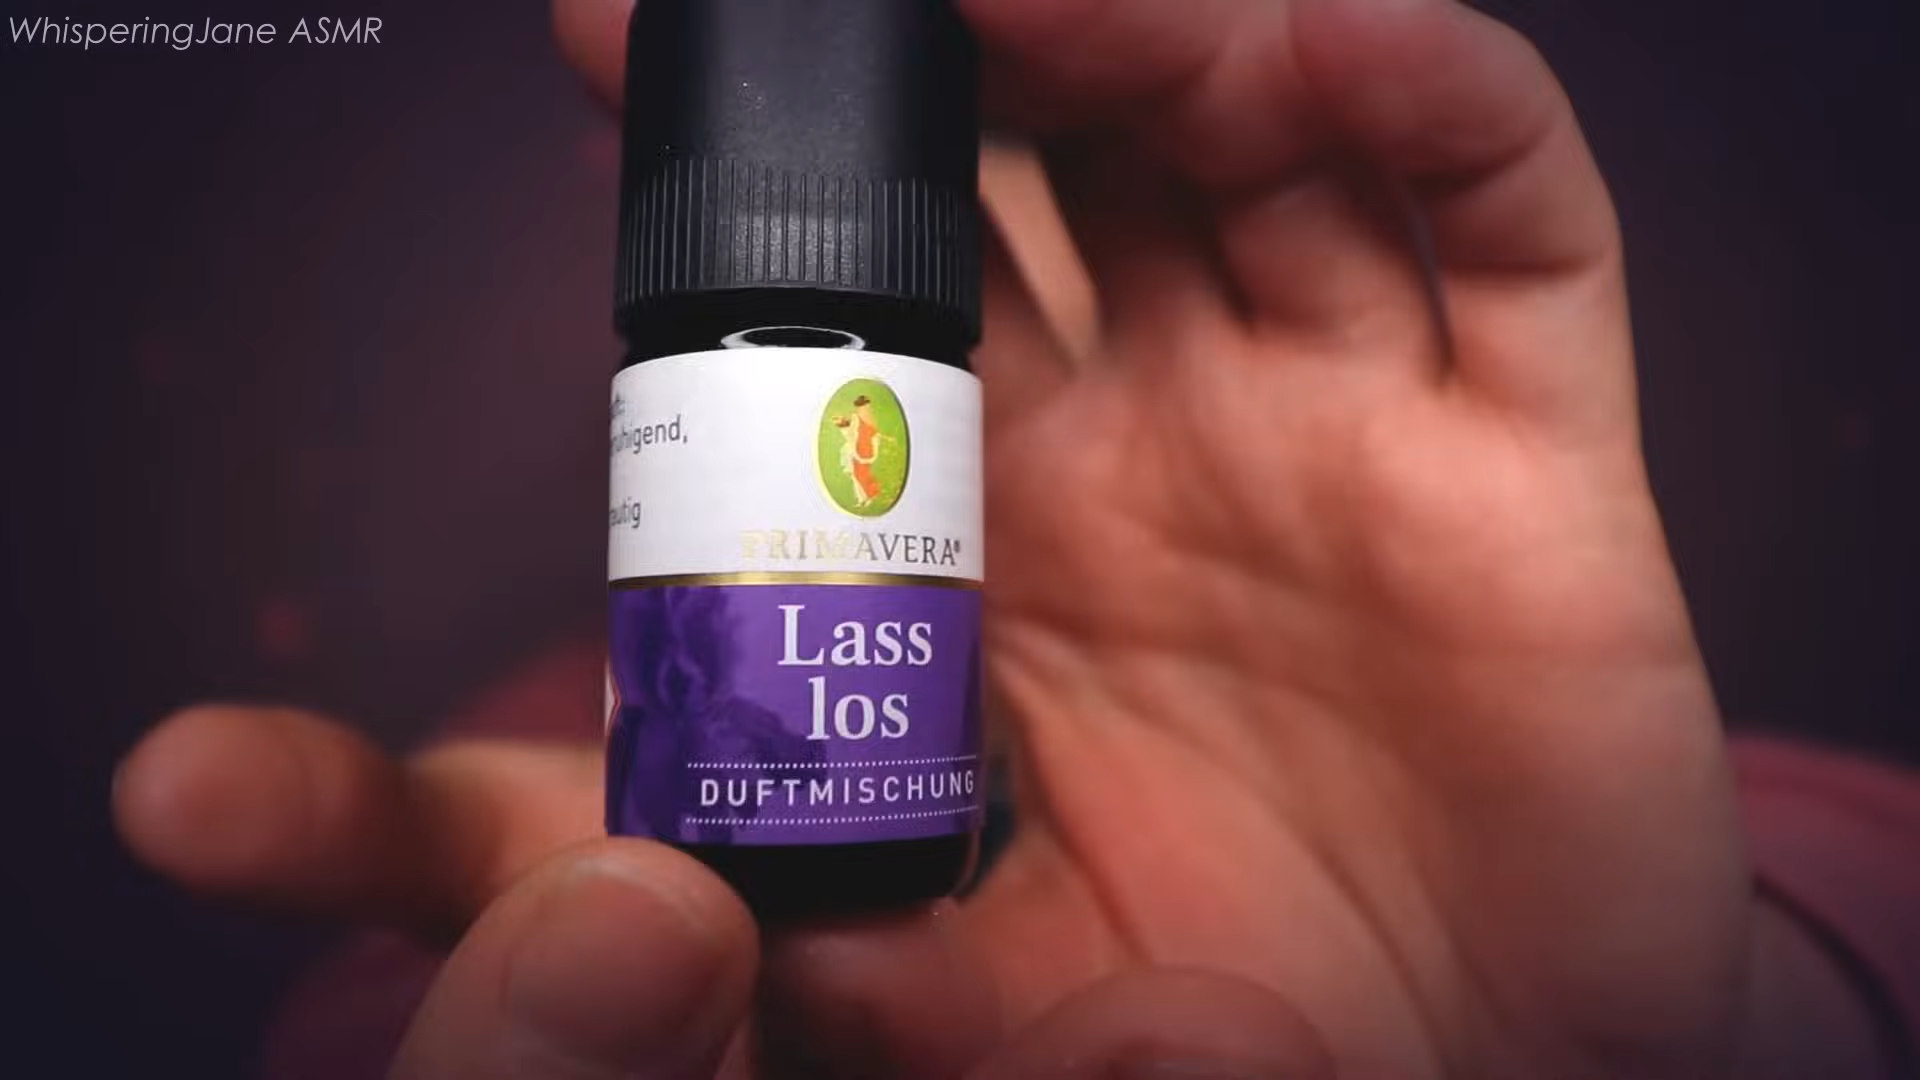 WhisperingJane ASMR
PRIMAVERA®
Lass
los
DUFTMISCHUNG